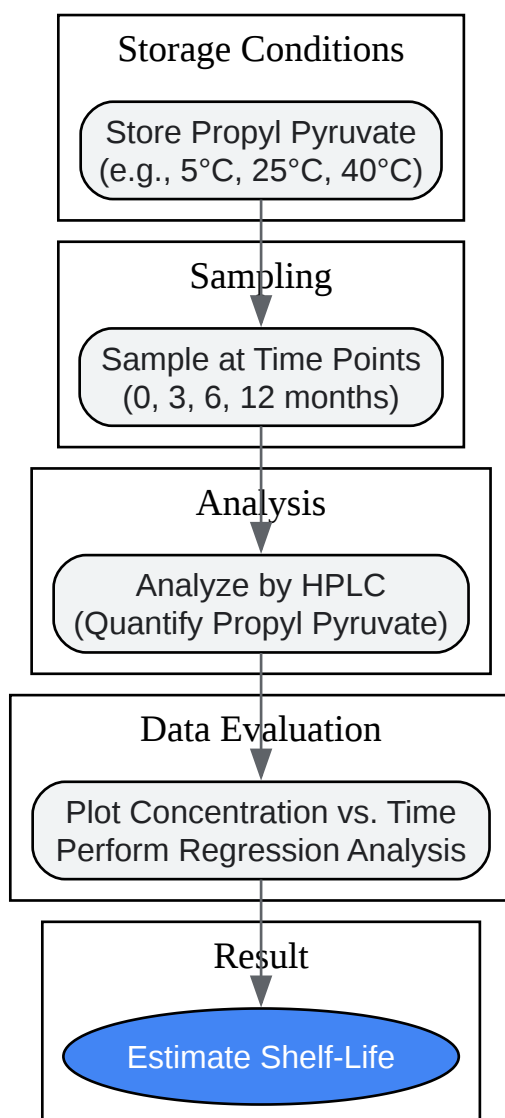 Storage Conditions
Store Propyl Pyruvate
(e.g., 5°C, 25°C, 40°C)
Sampling
Sample at Time Points
(0, 3, 6, 12 months)
Analysis
Analyze by HPLC
(Quantify Propyl Pyruvate)
Data Evaluation
Plot Concentration vs. Time
Perform Regression Analysis
Result
Estimate Shelf-Life